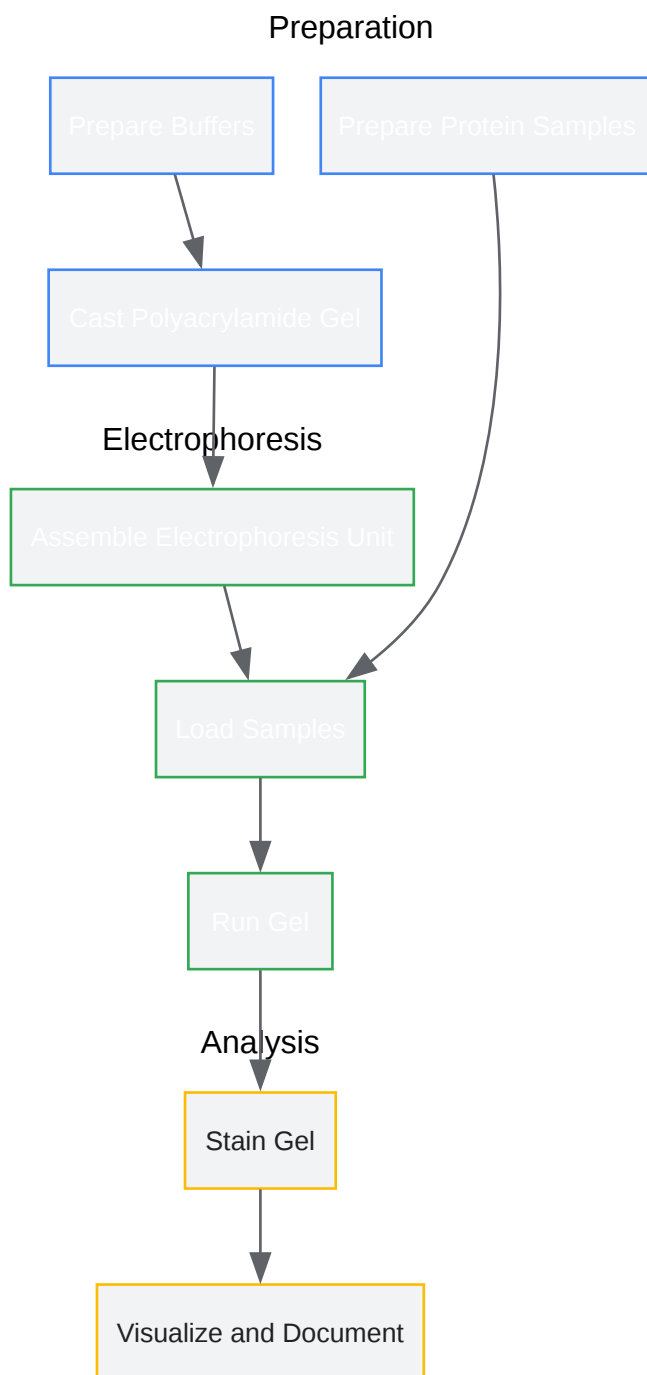 Preparation
Prepare Buffers
Prepare Protein Samples
Cast Polyacrylamide Gel
Electrophoresis
Assemble Electrophoresis Unit
Load Samples
Run Gel
Analysis
Stain Gel
Visualize and Document